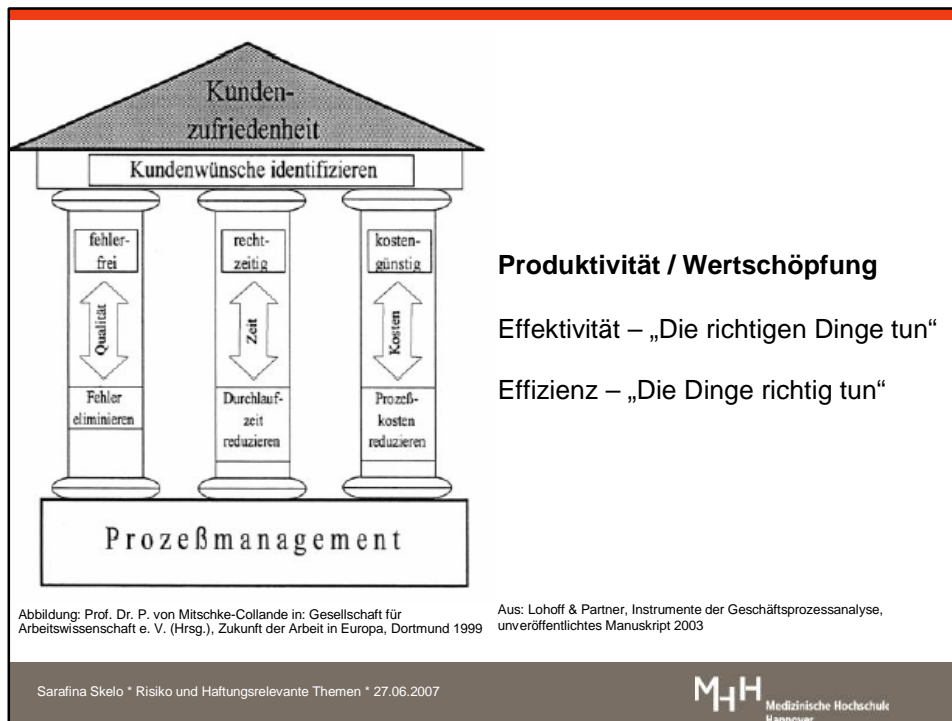 Kunden-
zufriedenheit
Kundenwünsche identifizieren
fehler-
frei
Qualität
Fehler
eliminieren
recht-
zeitig
Zeit
Durchlauf-
zeit
reduzieren
kosten-
günstig
Kosten
Prozeß-
kosten
reduzieren
Prozeßmanagement
Produktivität / Wertschöpfung
Effektivität – „Die richtigen Dinge tun“
Effizienz – „Die Dinge richtig tun“
Abbildung: Prof. Dr. P. von Mitschke-Collande in: Gesellschaft für
Arbeitswissenschaft e. V. (Hrsg.), Zukunft der Arbeit in Europa, Dortmund 1999
Aus: Lohoff & Partner, Instrumente der Geschäftsprozessanalyse,
unveröffentlichtes Manuskript 2003
Sarafina Skelo * Risiko und Haftungsrelevante Themen * 27.06.2007
MHH
Medizinische Hochschule
Hannover